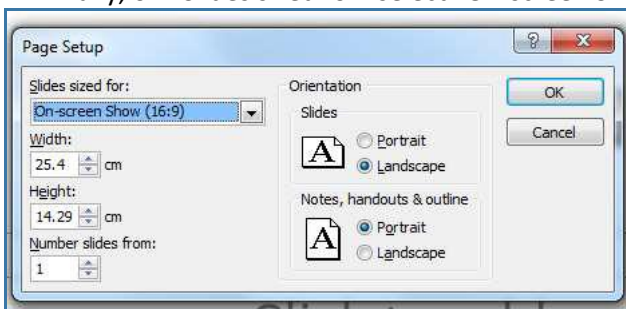 Page Setup
Slides sized for:
On-screen Show (16:9)
Width:
25.4 cm
Height:
14.29 cm
Number slides from:
1
Orientation
Slides
A
Portrait
Landscape
Notes, handouts & outline
A
Portrait
Landscape
OK
Cancel